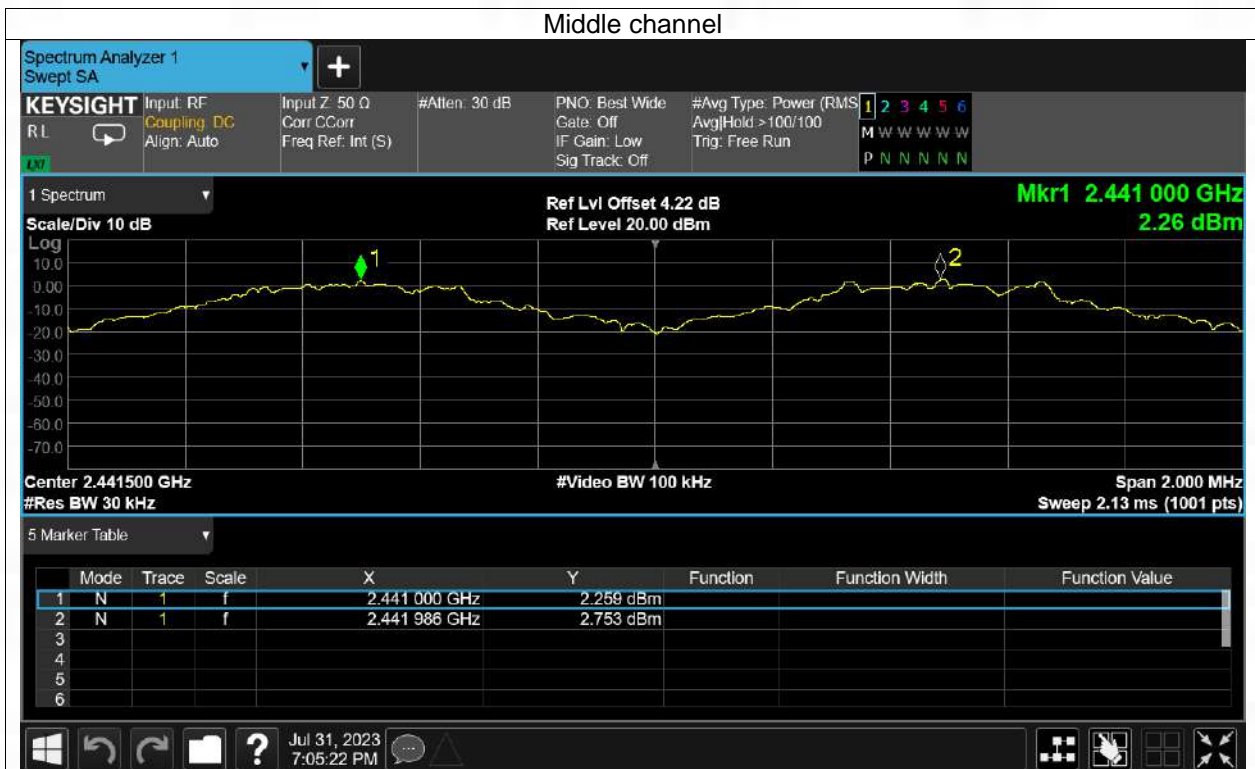 Middle channel
Spectrum Analyzer 1
Swept SA
+
KEYSIGHT
RL
LXI
Input: RF
Coupling: DC
Align: Auto
Input Z: 50 Ω
Corr CCorr
Freq Ref: Int (S)
#Atten: 30 dB
PNO: Best Wide
Gate: Off
IF Gain: Low
Sig Track: Off
#Avg Type: Power (RMS
Avg|Hold >100/100
Trig: Free Run
1 2 3 4 5 6
M W W W W W
P N N N N N
1 Spectrum
Scale/Div 10 dB
Ref Lvl Offset 4.22 dB
Ref Level 20.00 dBm
Mkr1 2.441 000 GHz
2.26 dBm
Log
10.0
0.00
-10.0
-20.0
-30.0
-40.0
-50.0
-60.0
-70.0
1
2
Center 2.441500 GHz
#Res BW 30 kHz
#Video BW 100 kHz
Span 2.000 MHz
Sweep 2.13 ms (1001 pts)
5 Marker Table
Mode Trace Scale X Y Function Function Width Function Value
1 N 1 f 2.441 000 GHz 2.259 dBm
2 N 1 f 2.441 986 GHz 2.753 dBm
3
4
5
6
?
Jul 31, 2023
7:05:22 PM